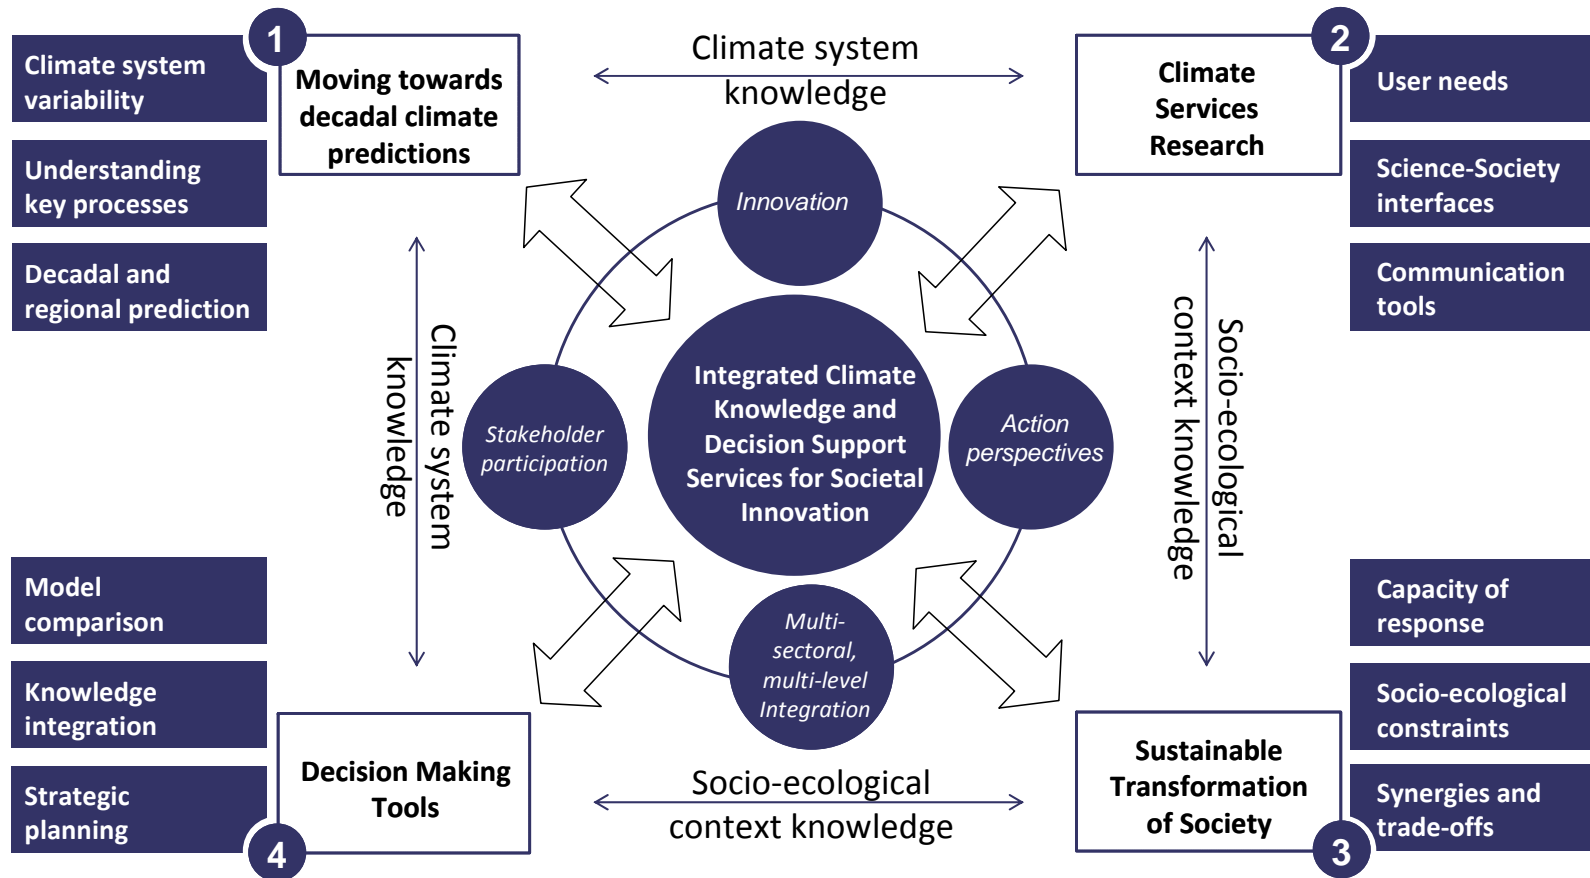 1
Climate system
variability
Understanding
key processes
Decadal and
regional prediction
Moving towards
decadal climate
predictions
Climate system
knowledge
2
Climate
Services
Research
User needs
Science-Society
interfaces
Communication
tools
Innovation
Climate system
knowledge
Stakeholder
participation
Integrated Climate
Knowledge and
Decision Support
Services for Societal
Innovation
Action
perspectives
Socio-ecological
context knowledge
Multi-
sectoral,
multi-level
Integration
Model
comparison
Knowledge
integration
Strategic
planning
4
Decision Making
Tools
Socio-ecological
context knowledge
Sustainable
Transformation
of Society
3
Capacity of
response
Socio-ecological
constraints
Synergies and
trade-offs